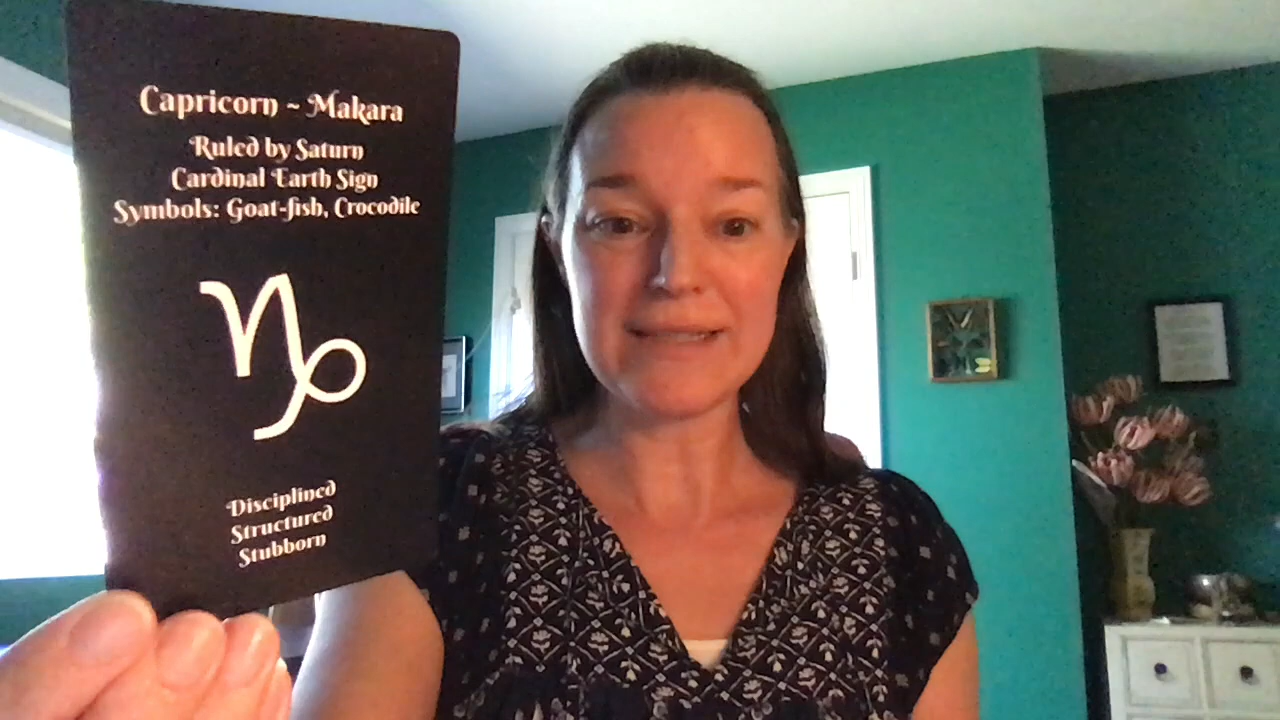 Capricorn ~ Makara
Ruled by Saturn
Cardinal Earth Sign
Symbols: Goat-fish, Crocodile
Disciplined
Structured
Stubborn